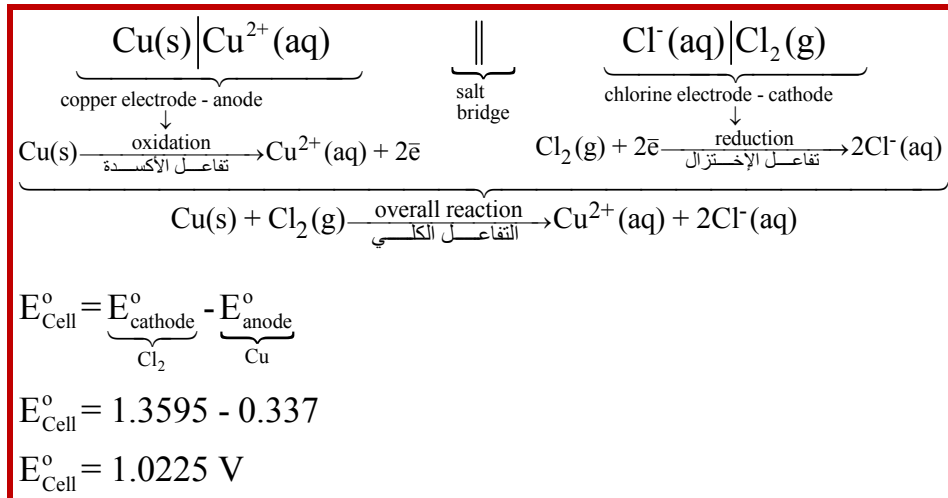 Cu(s)|Cu²⁺(aq) || Cl⁻(aq)|Cl₂(g)
copper electrode - anode salt bridge chlorine electrode - cathode
↓ ↓
Cu(s) oxidation تفاعل الأكسدة → Cu²⁺(aq) + 2ē Cl₂(g) + 2ē reduction تفاعل الإختزال → 2Cl⁻(aq)
Cu(s) + Cl₂(g) overall reaction التفاعل الكلي → Cu²⁺(aq) + 2Cl⁻(aq)
E°Cell = E°cathode - E°anode
Cl₂ Cu
E°Cell = 1.3595 - 0.337
E°Cell = 1.0225 V